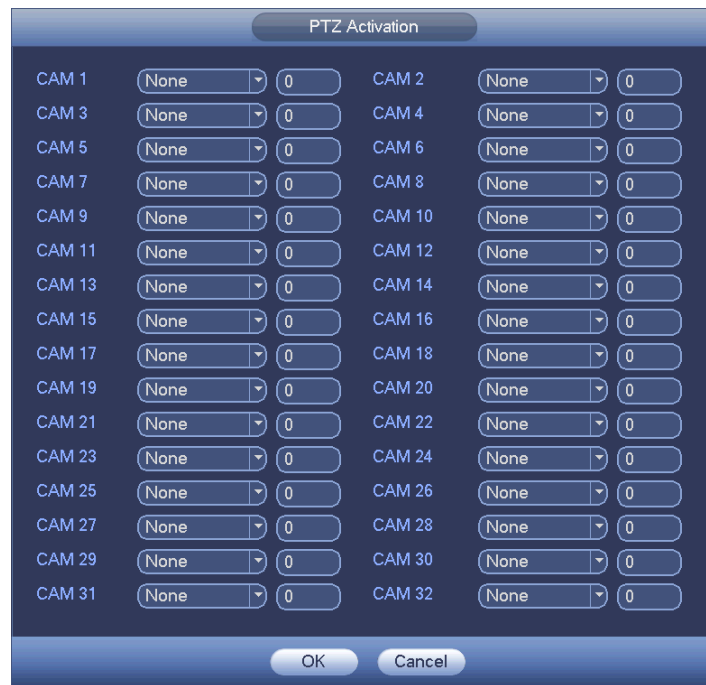 PTZ Activation
CAM 1 None 0 CAM 2 None 0
CAM 3 None 0 CAM 4 None 0
CAM 5 None 0 CAM 6 None 0
CAM 7 None 0 CAM 8 None 0
CAM 9 None 0 CAM 10 None 0
CAM 11 None 0 CAM 12 None 0
CAM 13 None 0 CAM 14 None 0
CAM 15 None 0 CAM 16 None 0
CAM 17 None 0 CAM 18 None 0
CAM 19 None 0 CAM 20 None 0
CAM 21 None 0 CAM 22 None 0
CAM 23 None 0 CAM 24 None 0
CAM 25 None 0 CAM 26 None 0
CAM 27 None 0 CAM 28 None 0
CAM 29 None 0 CAM 30 None 0
CAM 31 None 0 CAM 32 None 0
OK Cancel